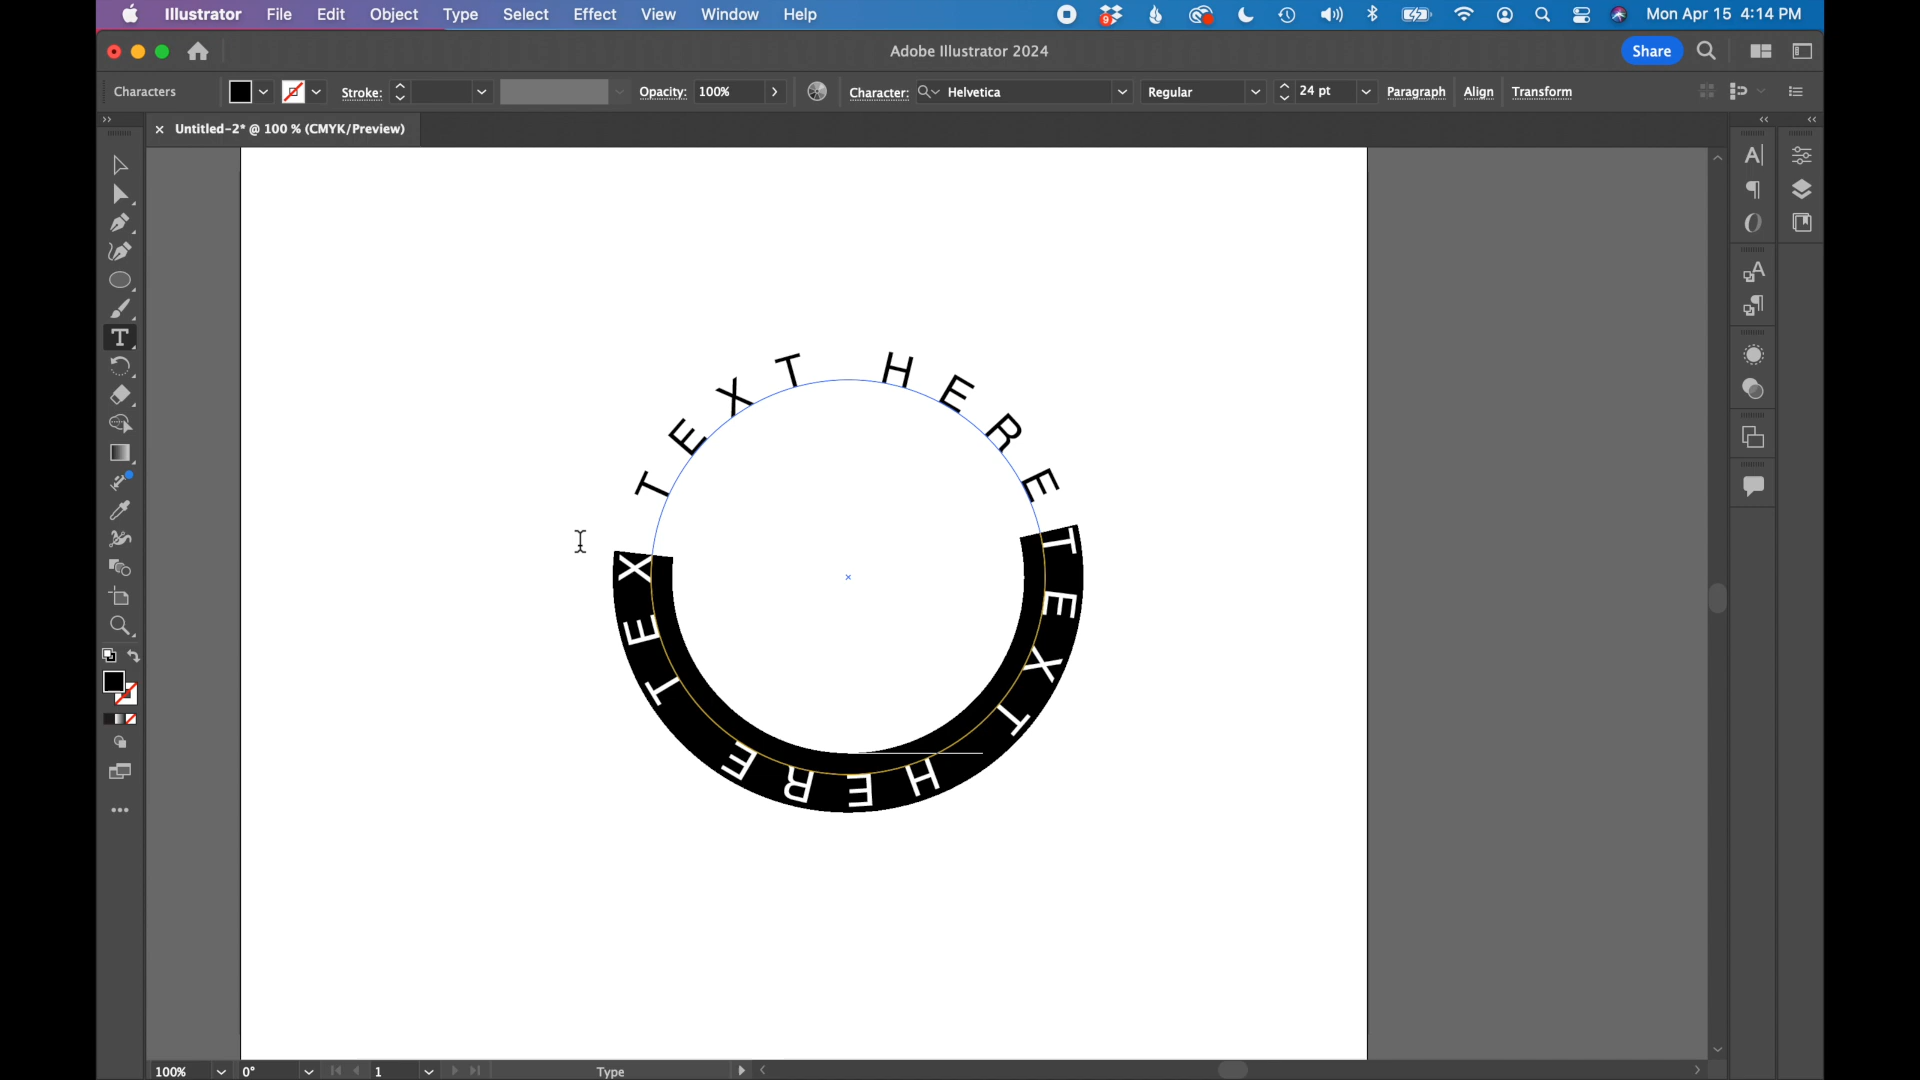 Illustrator File Edit Object Type Select Effect View Window Help 9 Mon Apr 15 4:14 PM
Adobe Illustrator 2024 Share
Characters Stroke: Opacity: 100% Character: Helvetica Regular 24 pt Paragraph Align Transform
× Untitled-2* @ 100 % (CMYK/Preview)
TEXT HERE
TEXT HERE
TEX
100% 0° 1 Type